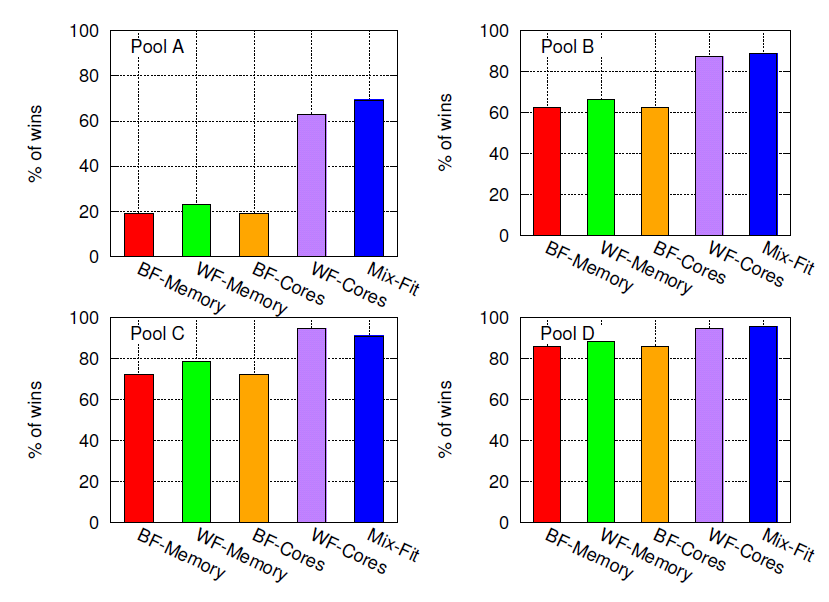 Pool A
% of wins
100
80
60
40
20
0
BF-Memory
WF-Memory
BF-Cores
WF-Cores
Mix-Fit
Pool B
% of wins
100
80
60
40
20
0
BF-Memory
WF-Memory
BF-Cores
WF-Cores
Mix-Fit
Pool C
% of wins
100
80
60
40
20
0
BF-Memory
WF-Memory
BF-Cores
WF-Cores
Mix-Fit
Pool D
% of wins
100
80
60
40
20
0
BF-Memory
WF-Memory
BF-Cores
WF-Cores
Mix-Fit